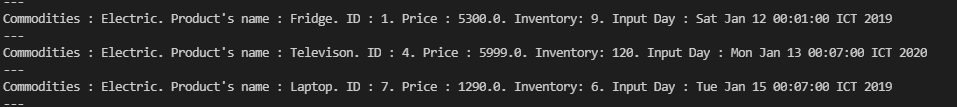 Commodities : Electric. Product's name : Fridge. ID : 1. Price : 5300.0. Inventory: 9. Input Day : Sat Jan 12 00:01:00 ICT 2019
---
Commodities : Electric. Product's name : Televison. ID : 4. Price : 5999.0. Inventory: 120. Input Day : Mon Jan 13 00:07:00 ICT 2020
---
Commodities : Electric. Product's name : Laptop. ID : 7. Price : 1290.0. Inventory: 6. Input Day : Tue Jan 15 00:07:00 ICT 2019
---